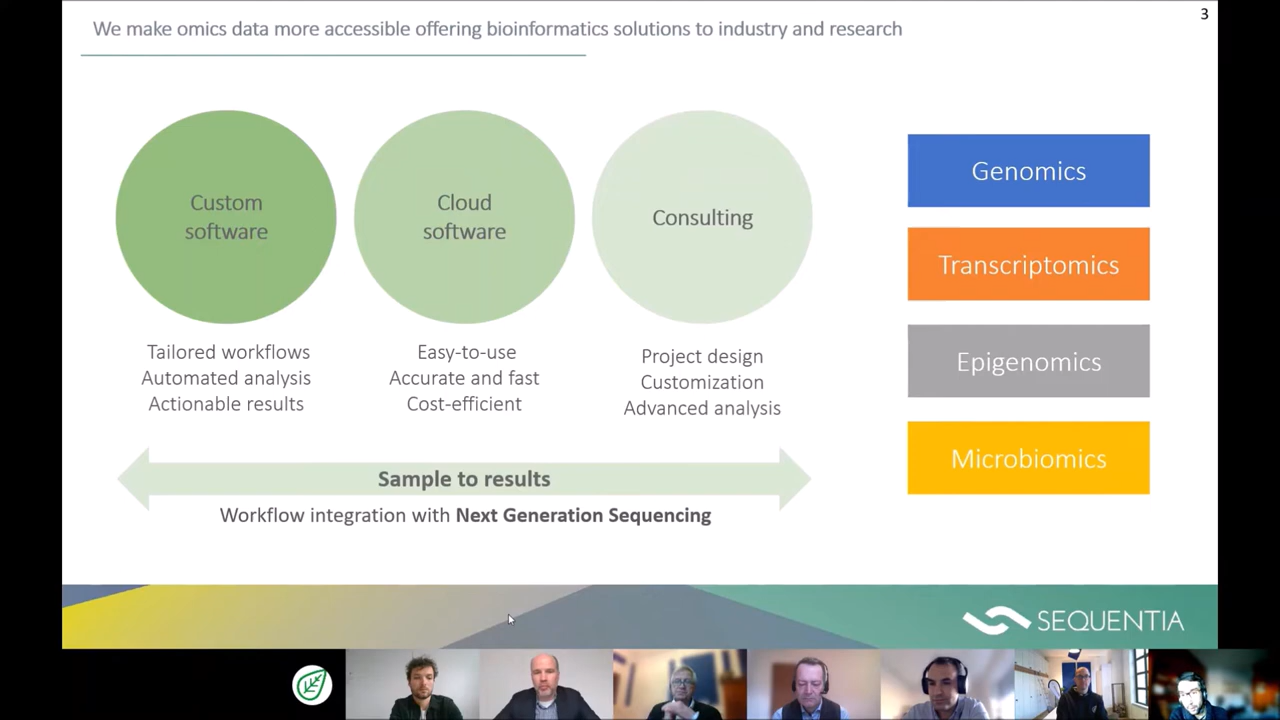 We make omics data more accessible offering bioinformatics solutions to industry and research
3
Custom
software
Cloud
software
Consulting
Tailored workflows
Automated analysis
Actionable results
Easy-to-use
Accurate and fast
Cost-efficient
Project design
Customization
Advanced analysis
Sample to results
Workflow integration with Next Generation Sequencing
Genomics
Transcriptomics
Epigenomics
Microbiomics
SEQUENTIA